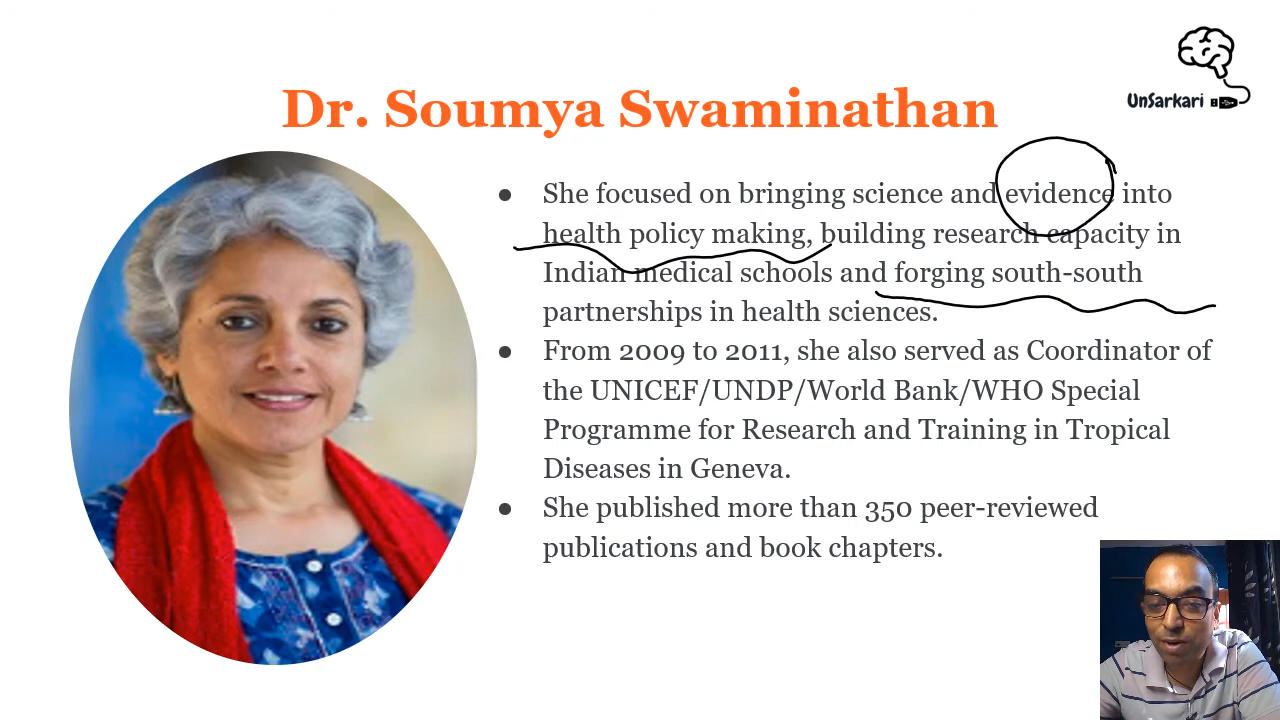 UnSarkari
Dr. Soumya Swaminathan
● She focused on bringing science and evidence into
health policy making, building research capacity in
Indian medical schools and forging south-south
partnerships in health sciences.
● From 2009 to 2011, she also served as Coordinator of
the UNICEF/UNDP/World Bank/WHO Special
Programme for Research and Training in Tropical
Diseases in Geneva.
● She published more than 350 peer-reviewed
publications and book chapters.